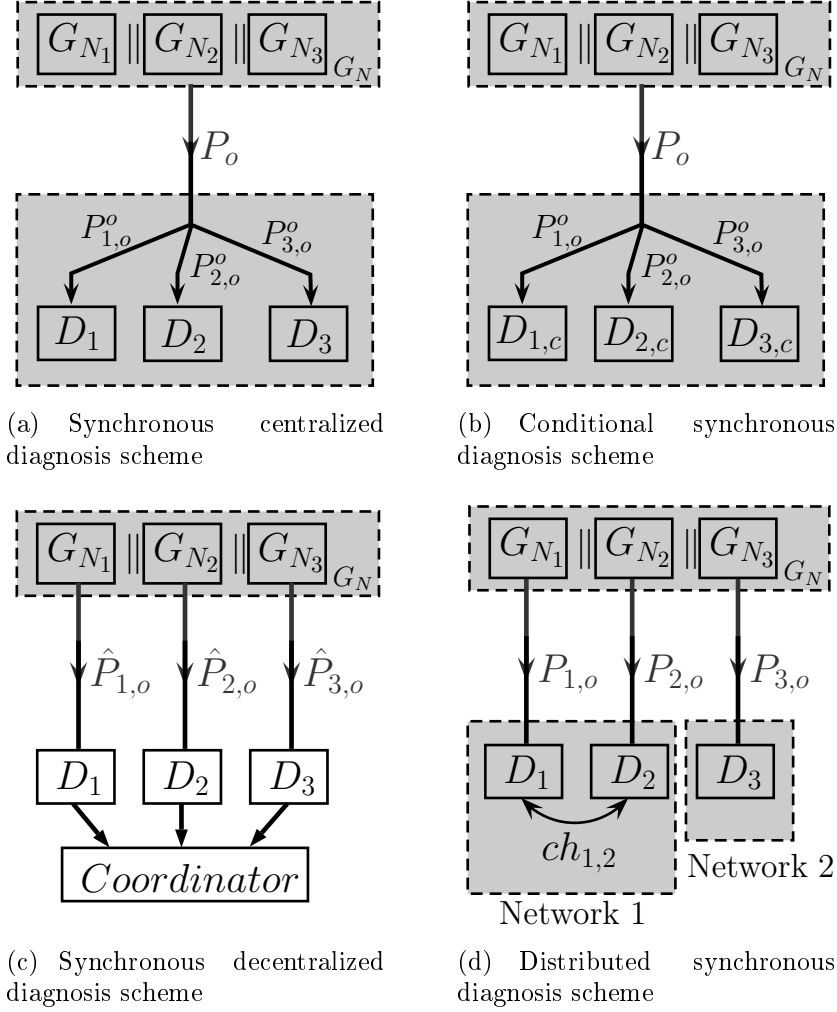 G_{N_1} || G_{N_2} || G_{N_3} G_N
P_o
P^o_{1,o} P^o_{2,o} P^o_{3,o}
D_1 D_2 D_3
(a) Synchronous centralized
diagnosis scheme
G_{N_1} || G_{N_2} || G_{N_3} G_N
P_o
P^o_{1,o} P^o_{2,o} P^o_{3,o}
D_{1,c} D_{2,c} D_{3,c}
(b) Conditional synchronous
diagnosis scheme
G_{N_1} || G_{N_2} || G_{N_3} G_N
\hat{P}_{1,o} \hat{P}_{2,o} \hat{P}_{3,o}
D_1 D_2 D_3
Coordinator
(c) Synchronous decentralized
diagnosis scheme
G_{N_1} || G_{N_2} || G_{N_3} G_N
P_{1,o} P_{2,o} P_{3,o}
D_1 D_2 D_3
ch_{1,2}
Network 2
Network 1
(d) Distributed synchronous
diagnosis scheme